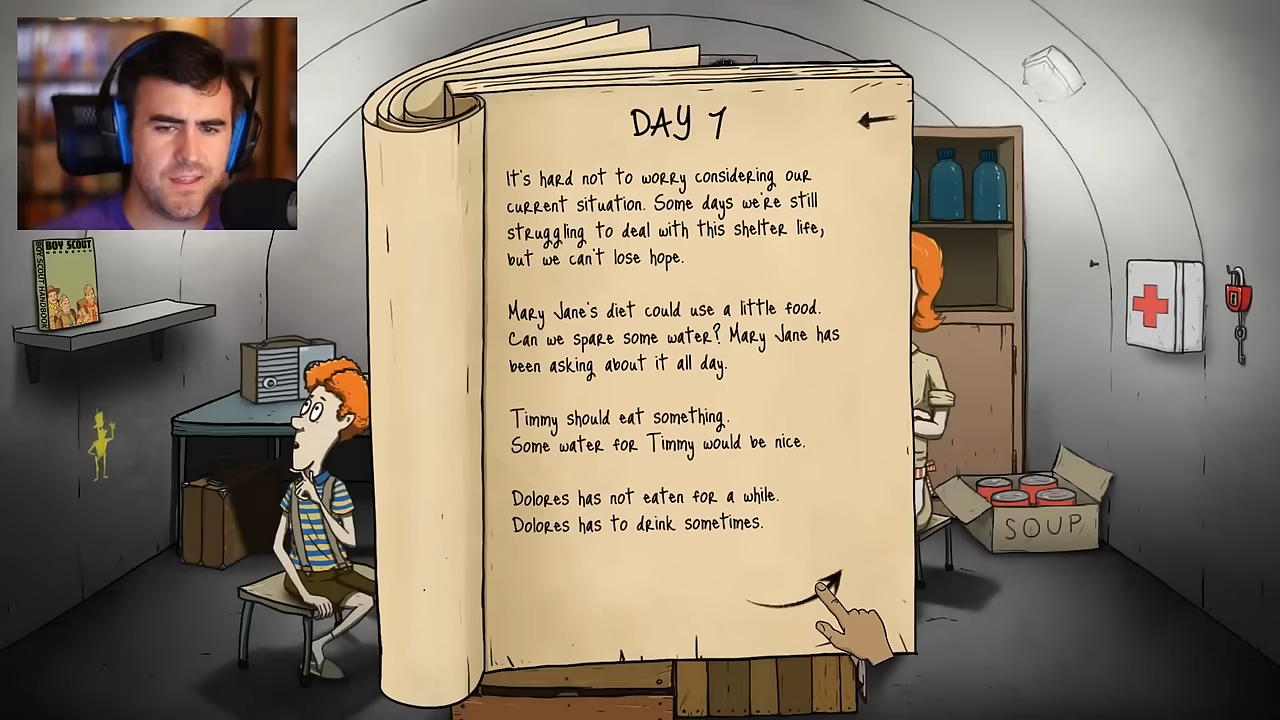 DAY 7
It's hard not to worry considering our
current situation. Some days we're still
struggling to deal with this shelter life,
but we can't lose hope.
Mary Jane's diet could use a little food.
Can we spare some water? Mary Jane has
been asking about it all day.
Timmy should eat something.
Some water for Timmy would be nice.
Dolores has not eaten for a while.
Dolores has to drink sometimes.
BOY SCOUT
HANDBOOK
BOY SCOUT HANDBOOK
SOUP